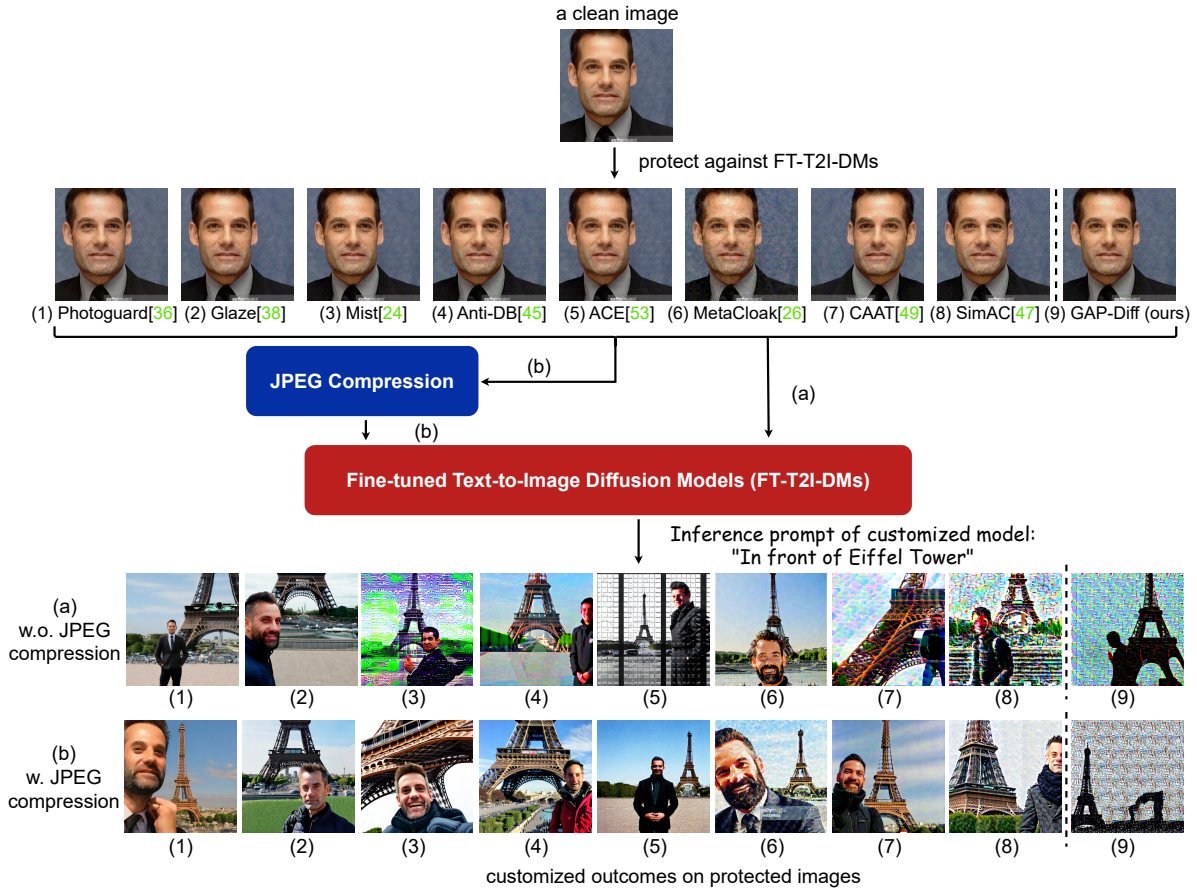 a clean image
protect against FT-T2I-DMs
(1) Photoguard[36] (2) Glaze[38] (3) Mist[24] (4) Anti-DB[45] (5) ACE[53] (6) MetaCloak[26] (7) CAAT[49] (8) SimAC[47] (9) GAP-Diff (ours)
JPEG Compression
(b)
(a)
(b)
Fine-tuned Text-to-Image Diffusion Models (FT-T2I-DMs)
Inference prompt of customized model:
"In front of Eiffel Tower"
(a)
w.o. JPEG
compression
(1) (2) (3) (4) (5) (6) (7) (8) (9)
(b)
w. JPEG
compression
(1) (2) (3) (4) (5) (6) (7) (8) (9)
customized outcomes on protected images